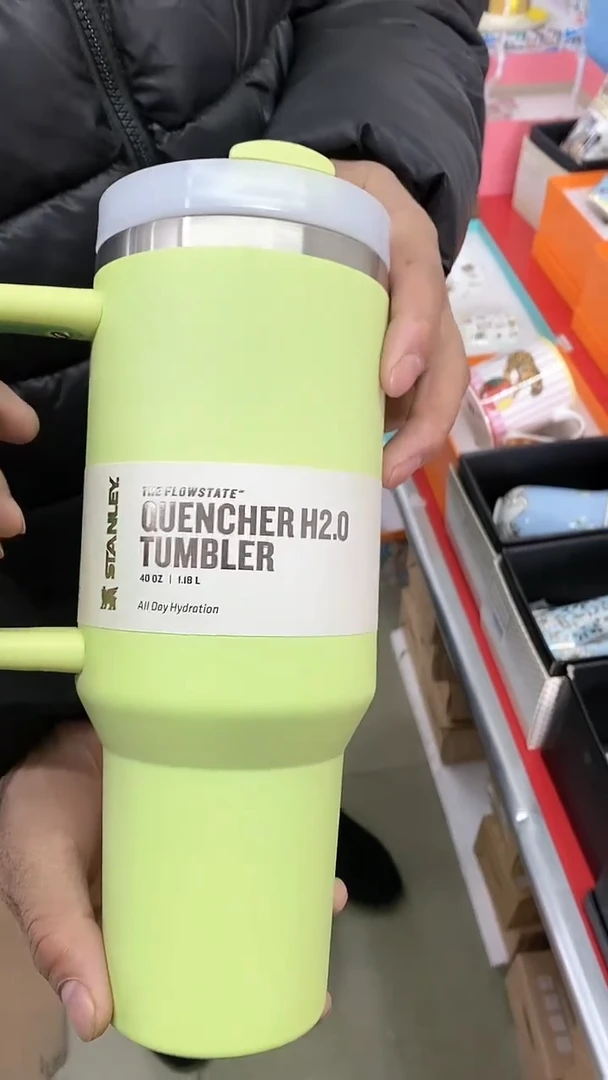 STANLEY.
THE FLOWSTATE™
QUENCHER H2.0
TUMBLER
40 OZ | 1.18 L
All Day Hydration